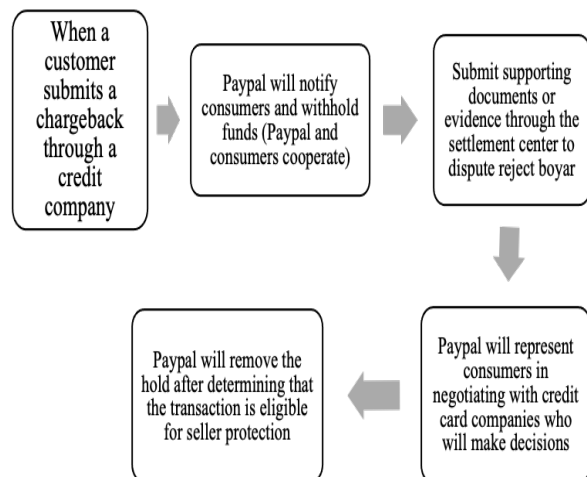 When a
customer
submits a
chargeback
through a
credit
company
Paypal will notify
consumers and withhold
funds (Paypal and
consumers cooperate)
Submit supporting
documents or
evidence through the
settlement center to
dispute reject boyar
Paypal will represent
consumers in
negotiating with credit
card companies who
will make decisions
Paypal will remove the
hold after determining that
the transaction is eligible
for seller protection